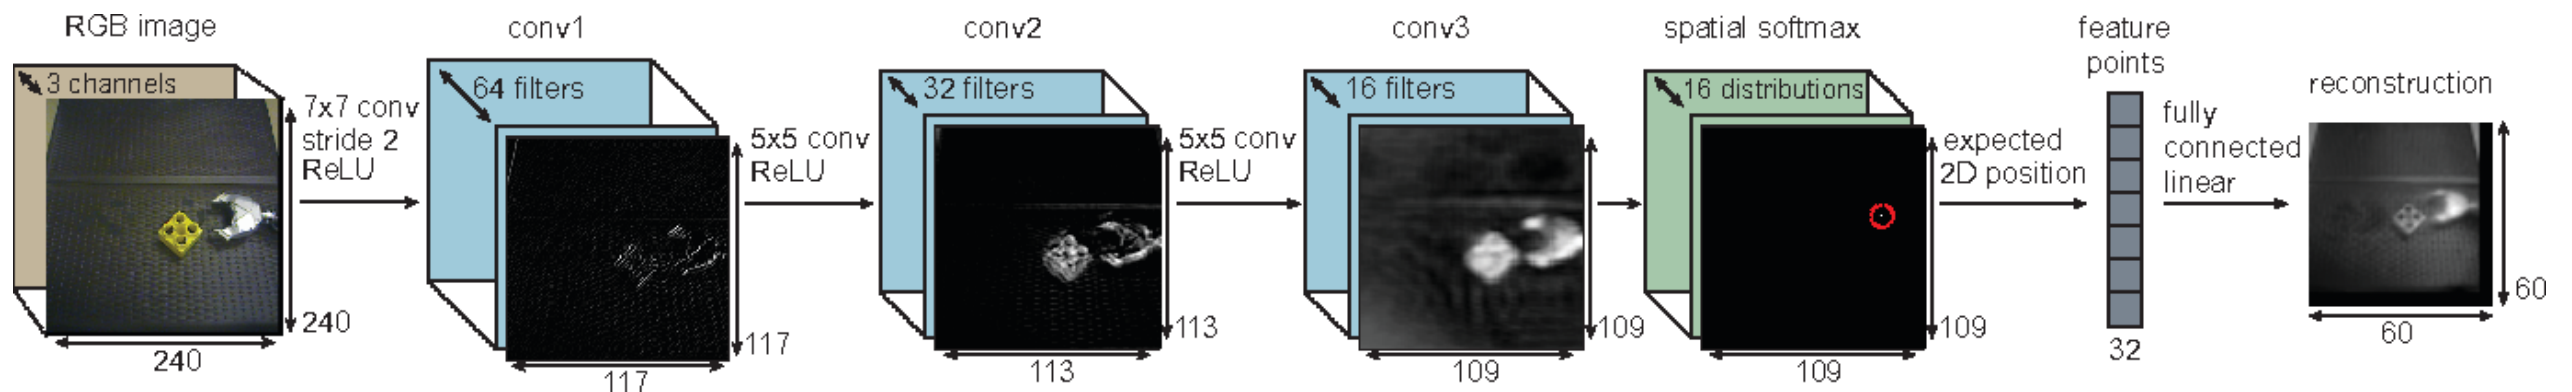 RGB image
3 channels
240
240
7x7 conv
stride 2
ReLU
conv1
64 filters
117
117
5x5 conv
ReLU
conv2
32 filters
113
113
5x5 conv
ReLU
conv3
16 filters
109
109
spatial softmax
16 distributions
109
109
expected
2D position
feature
points
32
fully
connected
linear
reconstruction
60
60